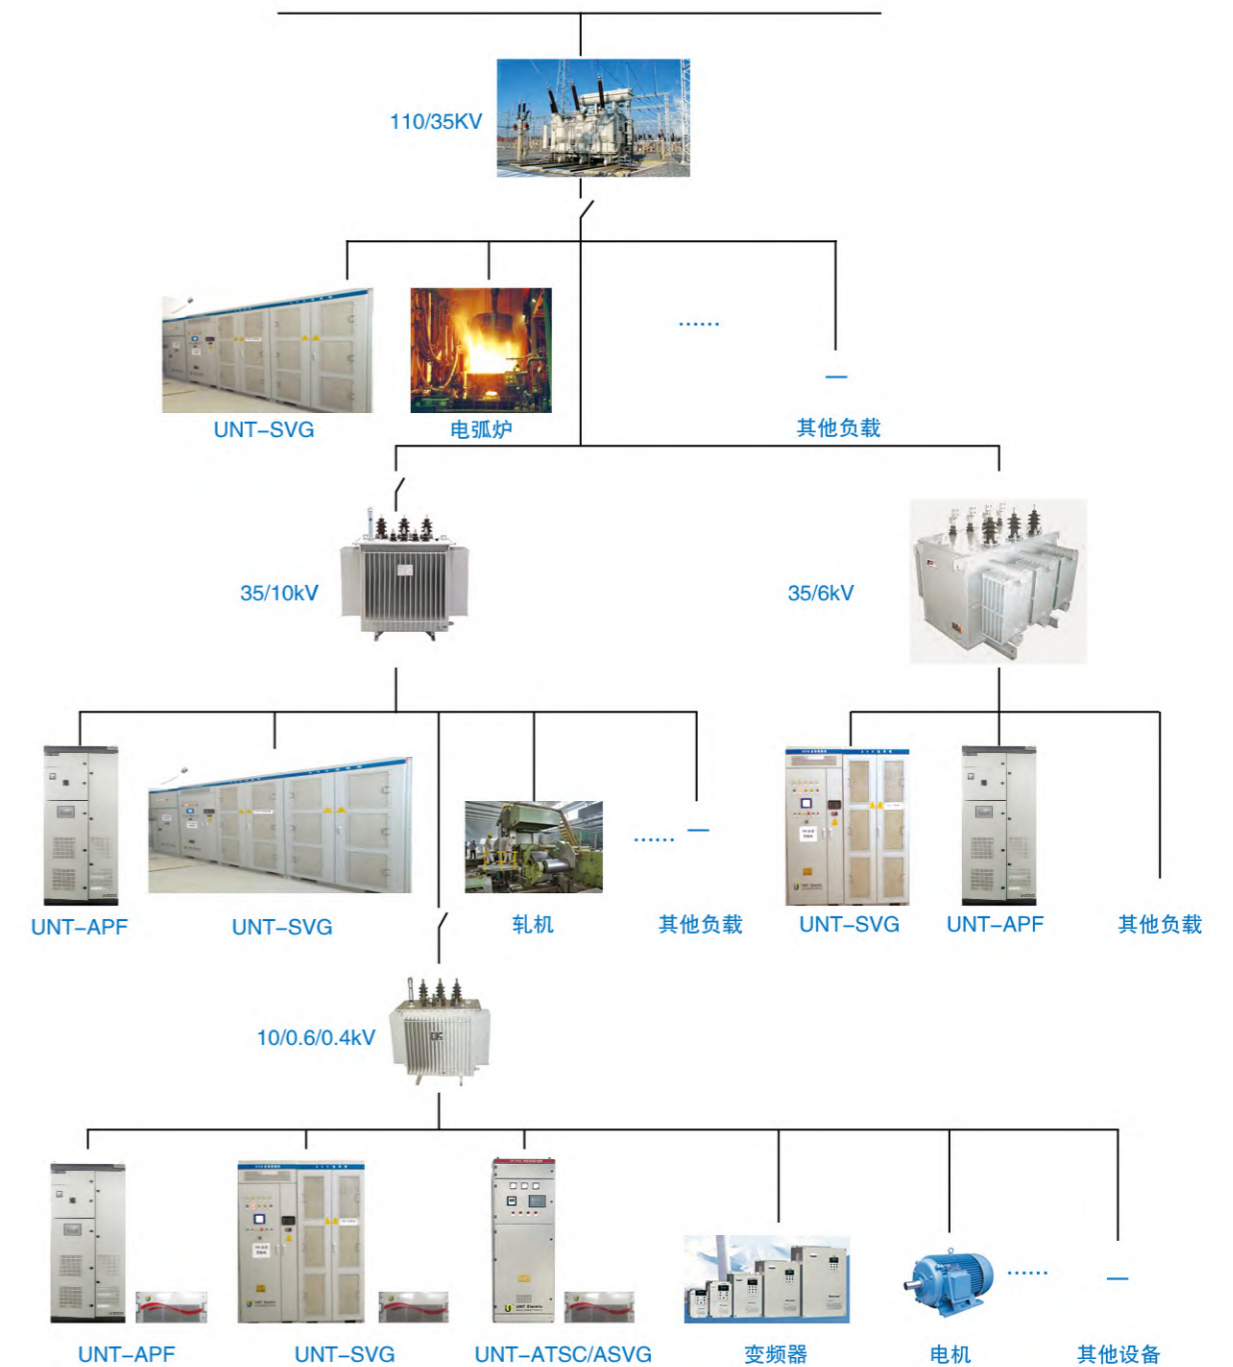 110/35KV
......
UNT-SVG
电弧炉
其他负载
35/10kV
35/6kV
......
UNT-APF
UNT-SVG
轧机
其他负载
UNT-SVG
UNT-APF
其他负载
10/0.6/0.4kV
......
UNT-APF
UNT-SVG
UNT-ATSC/ASVG
变频器
电机
其他设备